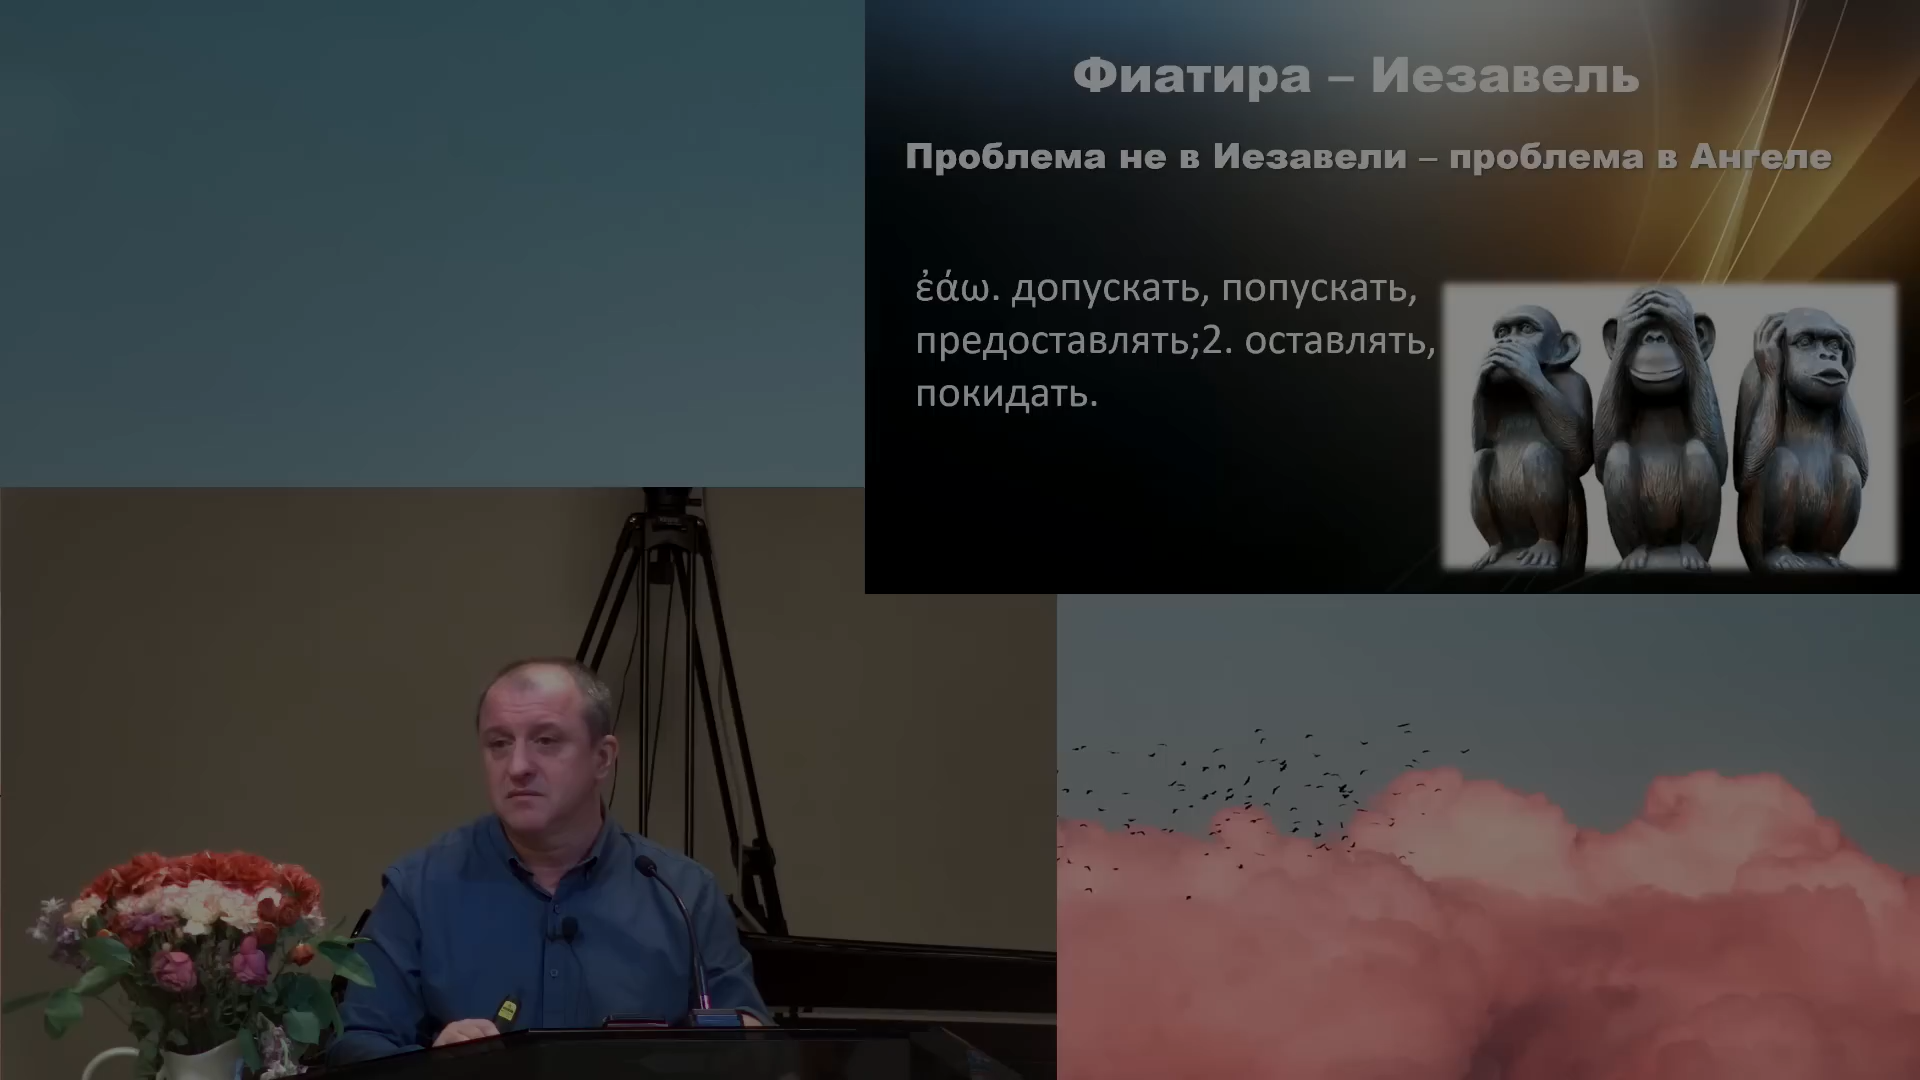 Фиатира – Иезавель
Проблема не в Иезавели – проблема в Ангеле
ἐάω. допускать, попускать,
предоставлять;2. оставлять,
покидать.